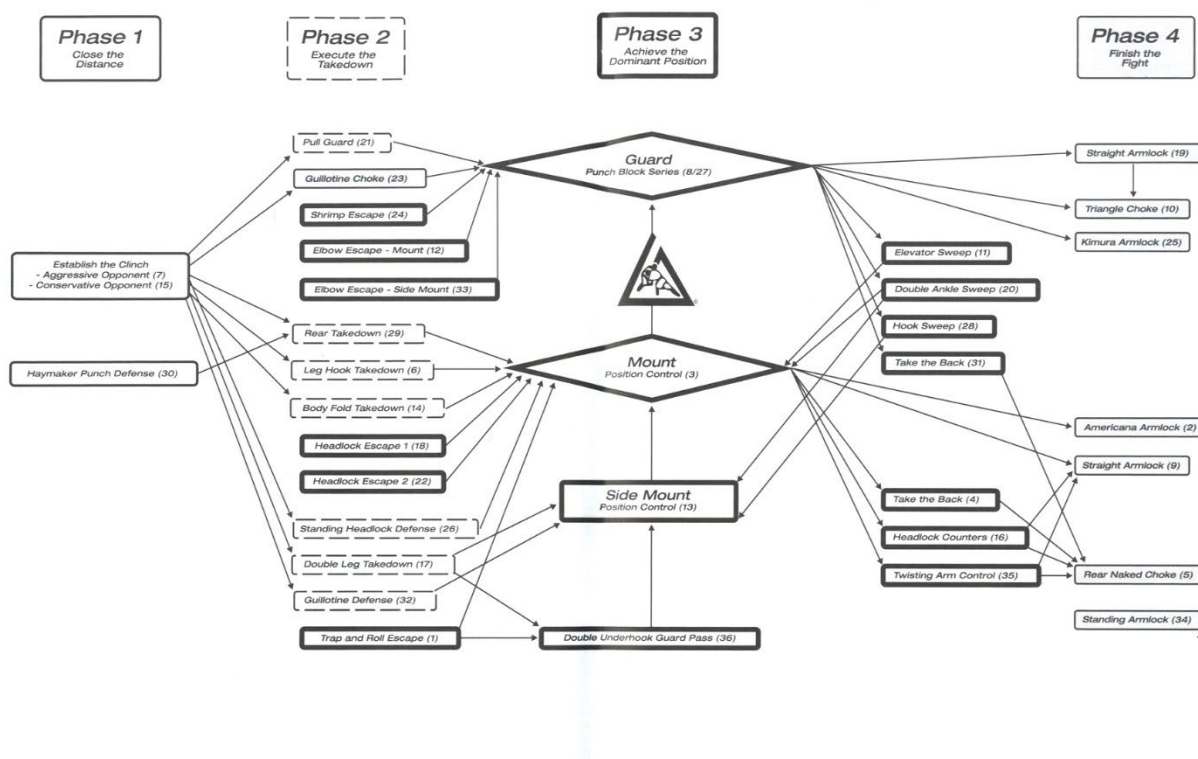 Phase 1
Close the
Distance
Phase 2
Execute the
Takedown
Phase 3
Achieve the
Dominant Position
Phase 4
Finish the
Fight
Establish the Clinch
- Aggressive Opponent (7)
- Conservative Opponent (15)
Haymaker Punch Defense (30)
Pull Guard (21)
Guillotine Choke (23)
Shrimp Escape (24)
Elbow Escape - Mount (12)
Elbow Escape - Side Mount (33)
Rear Takedown (29)
Leg Hook Takedown (6)
Body Fold Takedown (14)
Headlock Escape 1 (18)
Headlock Escape 2 (22)
Standing Headlock Defense (26)
Double Leg Takedown (17)
Guillotine Defense (32)
Trap and Roll Escape (1)
Guard
Punch Block Series (8/27)
®
Mount
Position Control (3)
Side Mount
Position Control (13)
Double Underhook Guard Pass (36)
Elevator Sweep (11)
Double Ankle Sweep (20)
Hook Sweep (28)
Take the Back (31)
Take the Back (4)
Headlock Counters (16)
Twisting Arm Control (35)
Straight Armlock (19)
Triangle Choke (10)
Kimura Armlock (25)
Americana Armlock (2)
Straight Armlock (9)
Rear Naked Choke (5)
Standing Armlock (34)